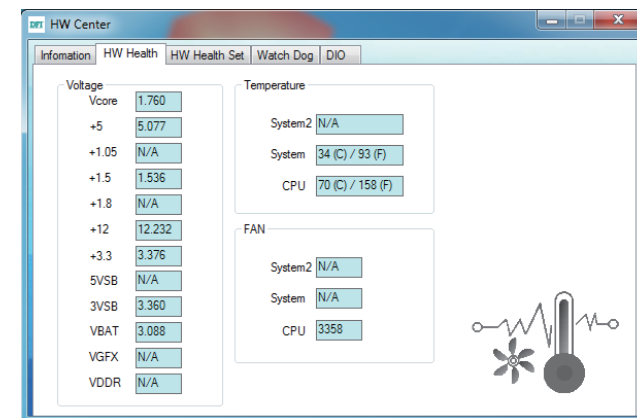 DFI HW Center
Infomation HW Health HW Health Set Watch Dog DIO
Voltage
Vcore 1.760
+5 5.077
+1.05 N/A
+1.5 1.536
+1.8 N/A
+12 12.232
+3.3 3.376
5VSB N/A
3VSB 3.360
VBAT 3.088
VGFX N/A
VDDR N/A
Temperature
System2 N/A
System 34 (C) / 93 (F)
CPU 70 (C) / 158 (F)
FAN
System2 N/A
System N/A
CPU 3358